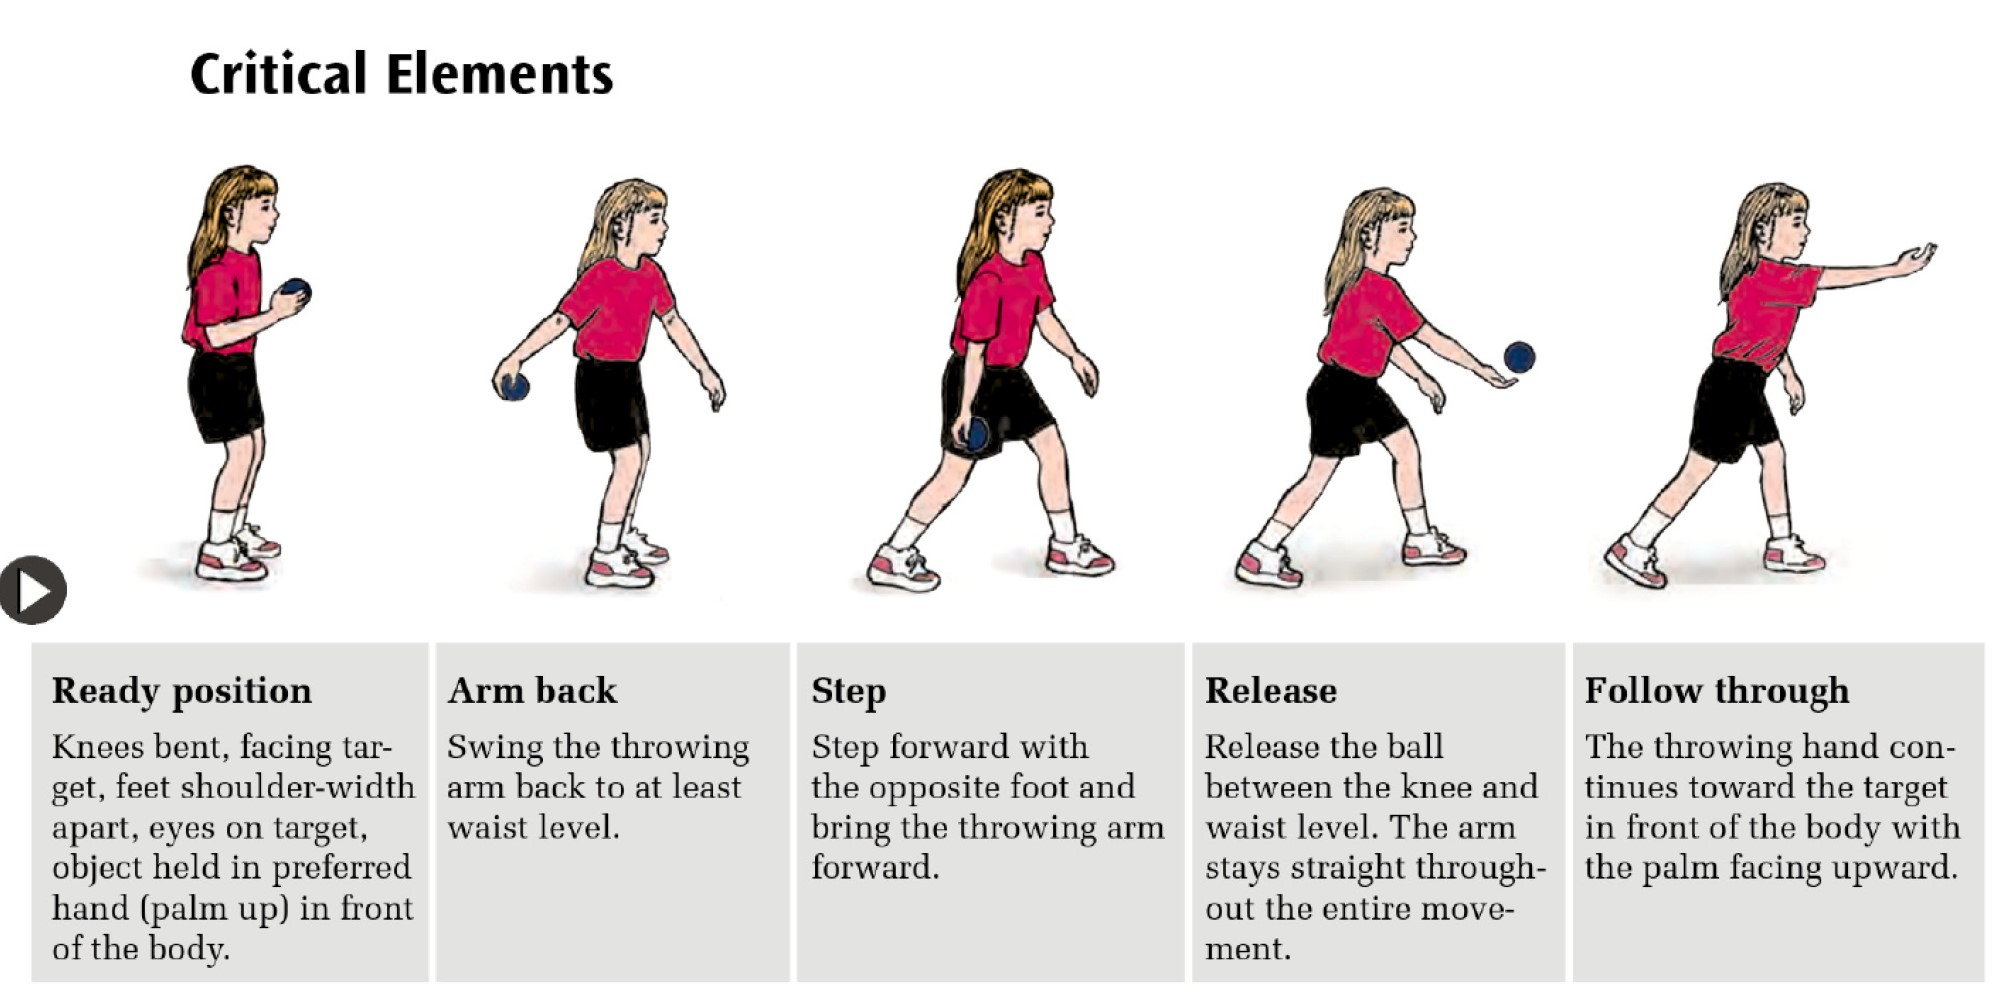 Critical Elements
Ready position
Knees bent, facing tar-
get, feet shoulder-width
apart, eyes on target,
object held in preferred
hand (palm up) in front
of the body.
Arm back
Swing the throwing
arm back to at least
waist level.
Step
Step forward with
the opposite foot and
bring the throwing arm
forward.
Release
Release the ball
between the knee and
waist level. The arm
stays straight through-
out the entire move-
ment.
Follow through
The throwing hand con-
tinues toward the target
in front of the body with
the palm facing upward.